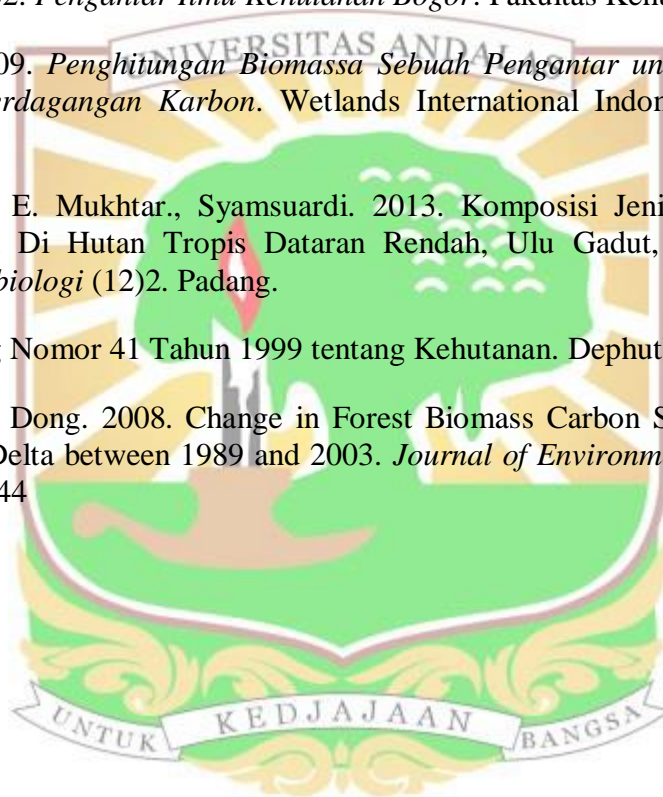 2. Pengantar Ilmu Kehutanan Bogor. Fakultas
UNIVERSITAS ANDALAS
09. Penghitungan Biomassa Sebuah Pengantar un
erdagangan Karbon. Wetlands International Indon
E. Mukhtar., Syamsuardi. 2013. Komposisi Jeni
Di Hutan Tropis Dataran Rendah, Ulu Gadut,
biologi (12)2. Padang.
g Nomor 41 Tahun 1999 tentang Kehutanan. Dephut
Dong. 2008. Change in Forest Biomass Carbon S
Delta between 1989 and 2003. Journal of Environm
44
UNTUK KEDJAJAAN BANGSA